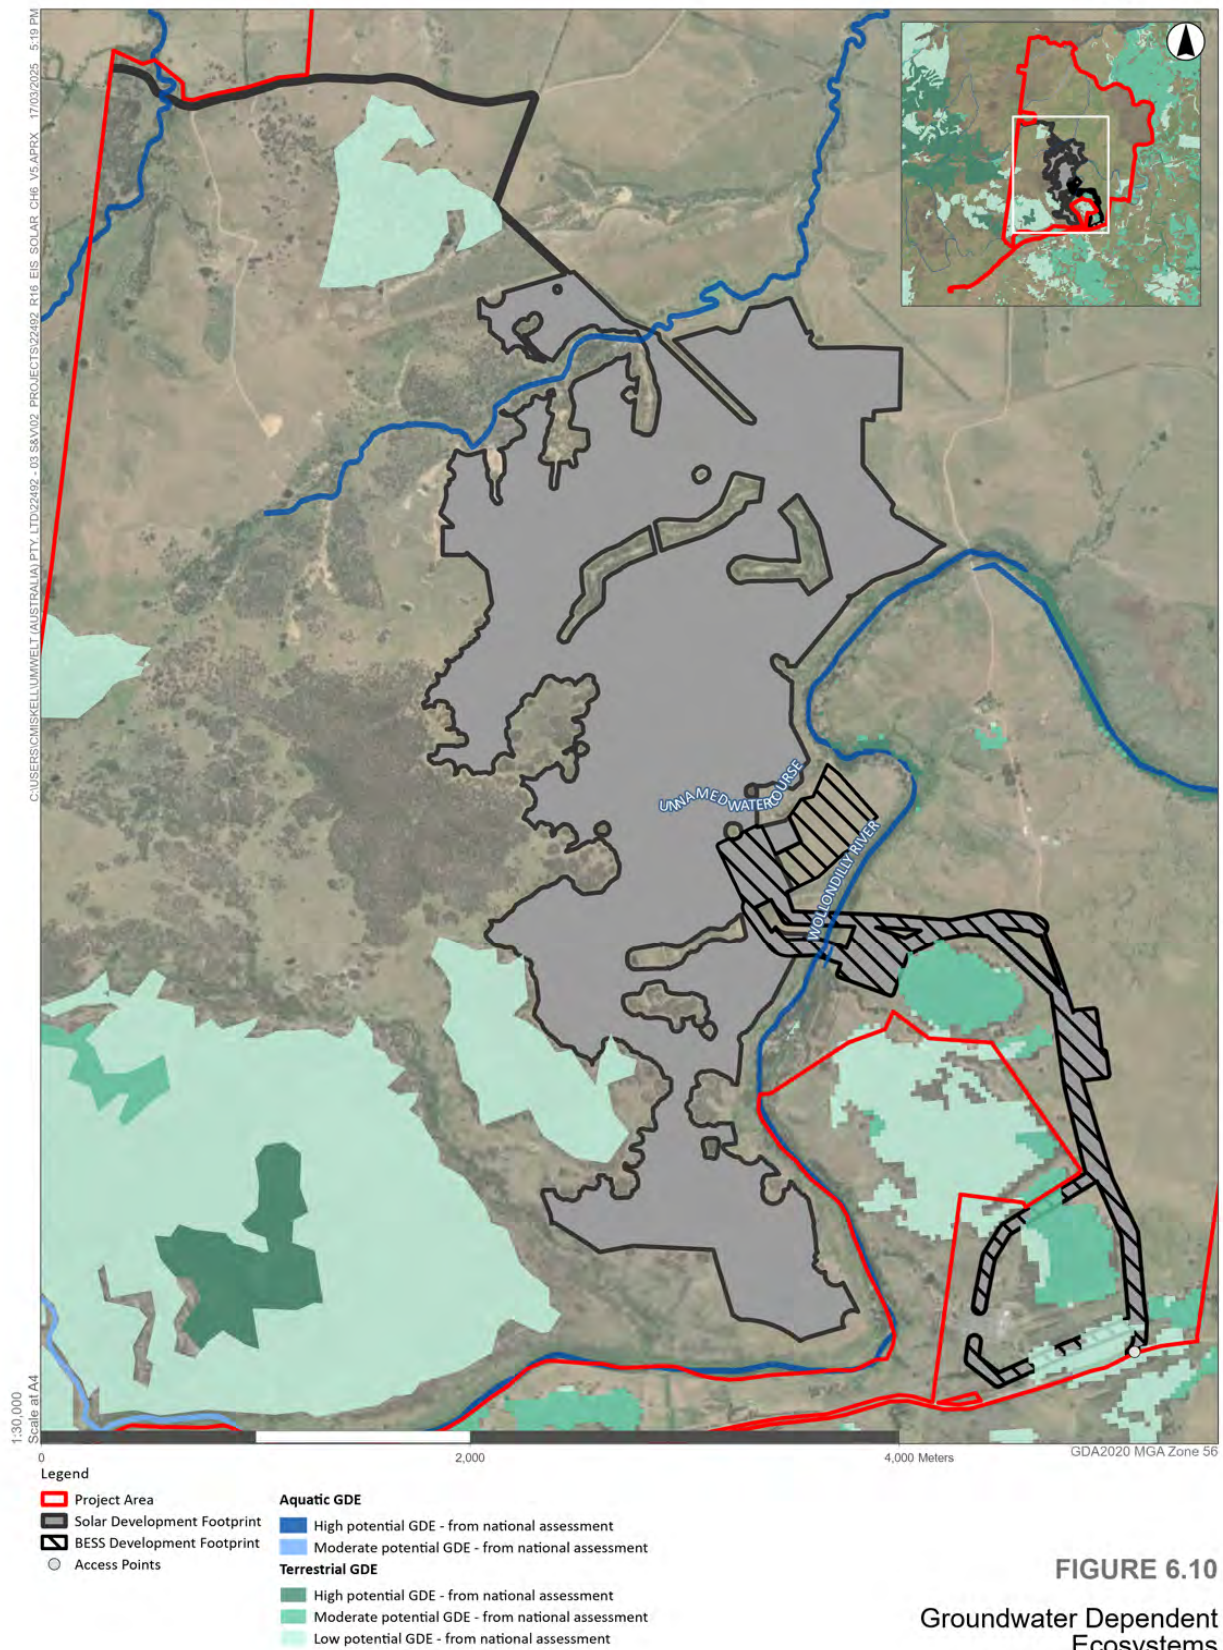 C:\USERS\CMISKELL\UMWELT (AUSTRALIA) PTY. LTD\22492 - 03 S&V\02 PROJECTS\22492 R16 EIS SOLAR CH6 V5.APRX 17/03/2025 5:19 PM
UNNAMED WATERCOURSE
WOLLONDILLY RIVER
1:30,000
Scale at A4
0
2,000
4,000 Meters
GDA2020 MGA Zone 56
Legend
Project Area
Solar Development Footprint
BESS Development Footprint
Access Points
Aquatic GDE
High potential GDE - from national assessment
Moderate potential GDE - from national assessment
Terrestrial GDE
High potential GDE - from national assessment
Moderate potential GDE - from national assessment
Low potential GDE - from national assessment
FIGURE 6.10
Groundwater Dependent
Ecosystems